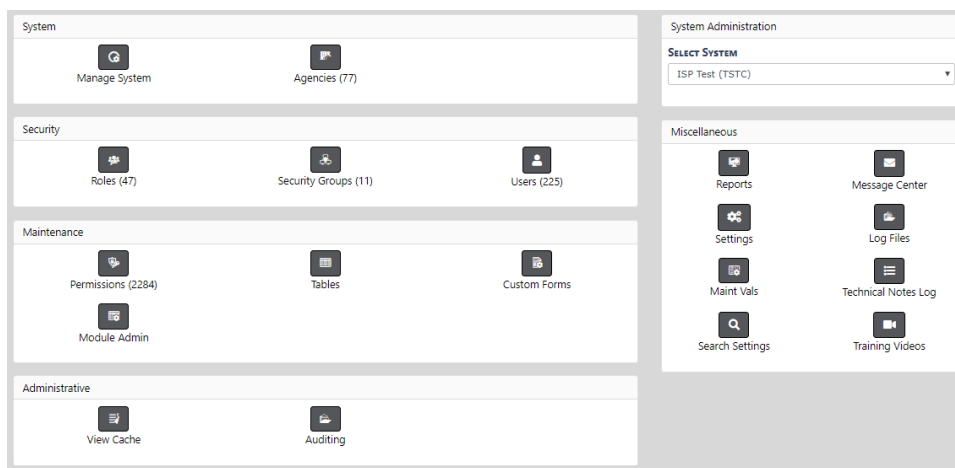 System
Manage System
Agencies (77)
Security
Roles (47)
Security Groups (11)
Users (225)
Maintenance
Permissions (2284)
Tables
Custom Forms
Module Admin
Administrative
View Cache
Auditing
System Administration
Select System
ISP Test (TSTC)
Miscellaneous
Reports
Message Center
Settings
Log Files
Maint Vals
Technical Notes Log
Search Settings
Training Videos